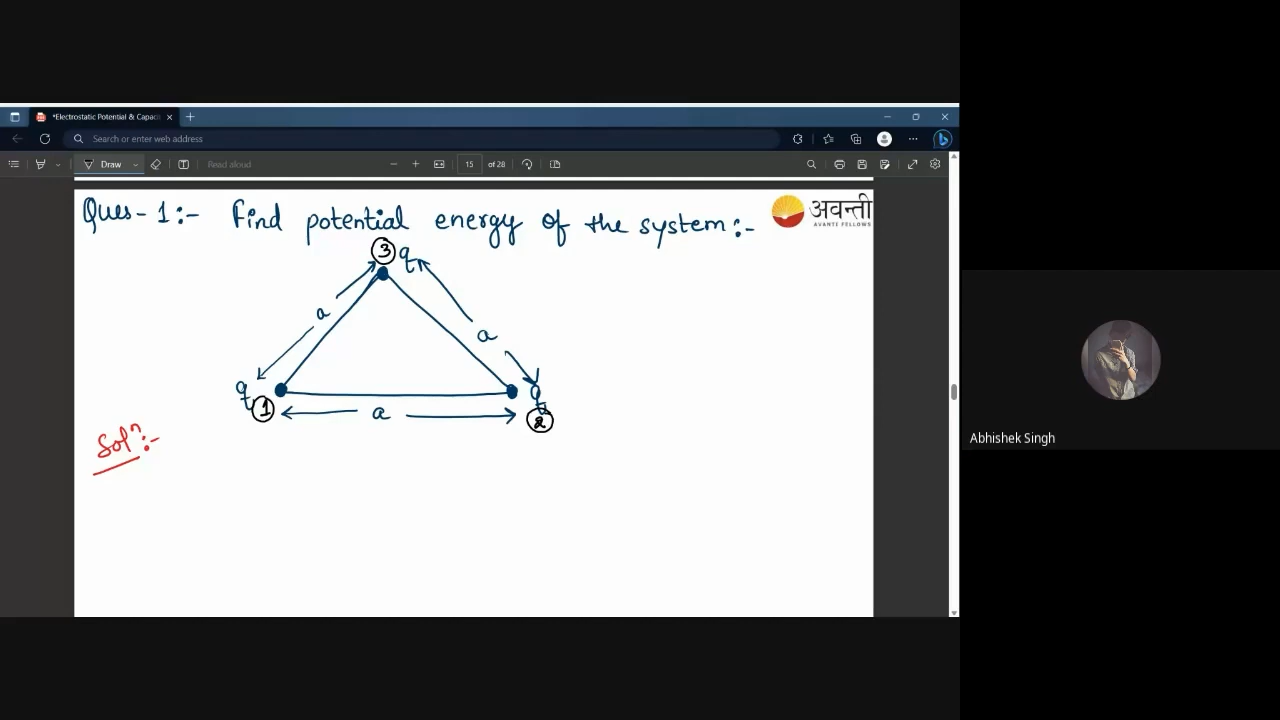 *Electrostatic Potential & Capaci
Search or enter web address
Draw
Read aloud
15 of 28
Ques-1:- Find potential energy of the system:-
अवन्ती
AVANTI FELLOWS
3 q
a
a
q
1
q
2
a
Solⁿ:-
Abhishek Singh